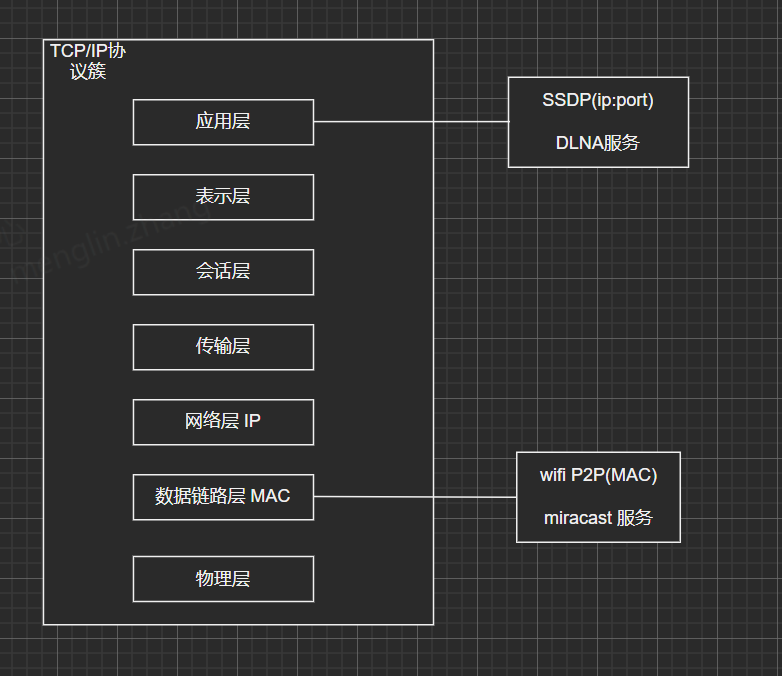 TCP/IP协
议簇
应用层
SSDP(ip:port)
DLNA服务
表示层
menglin.zhang
会话层
传输层
网络层 IP
数据链路层 MAC
wifi P2P(MAC)
miracast 服务
物理层